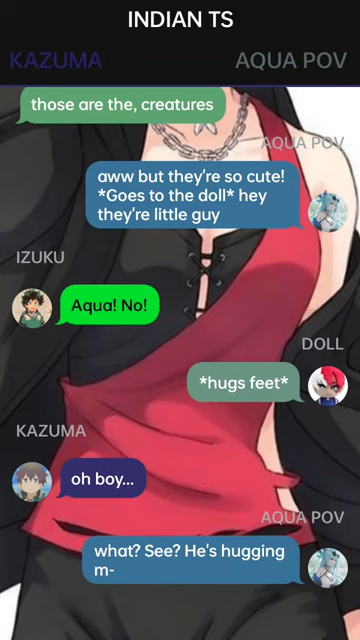 INDIAN TS
KAZUMA
AQUA POV
those are the, creatures
AQUA POV
aww but they're so cute!
*Goes to the doll* hey
they're little guy
IZUKU
Aqua! No!
DOLL
*hugs feet*
KAZUMA
oh boy...
AQUA POV
what? See? He's hugging
m-